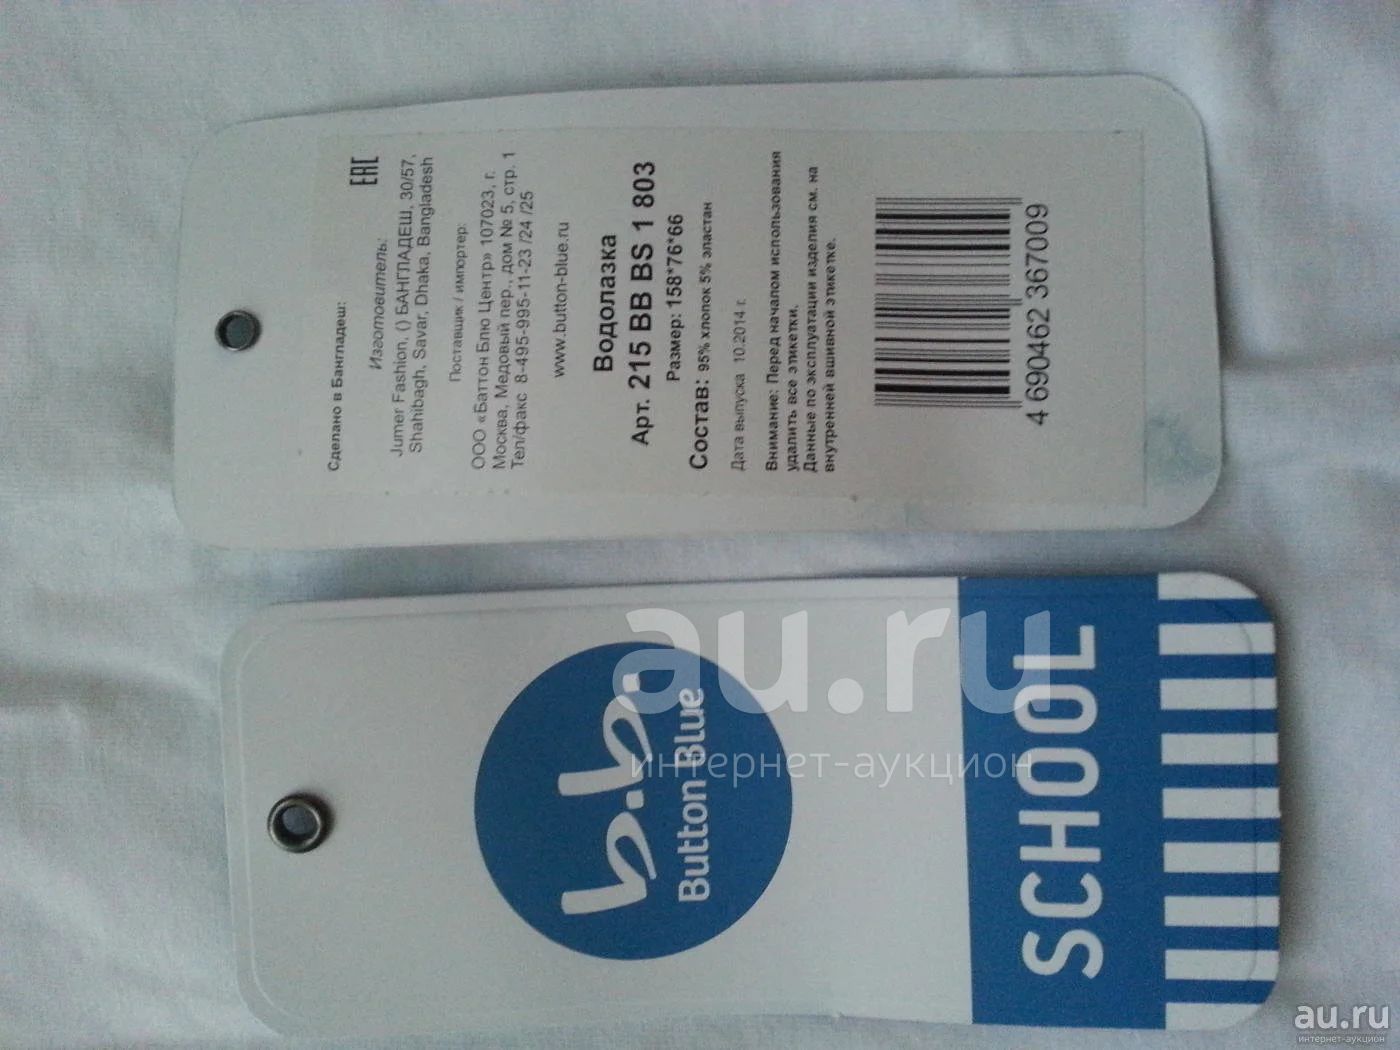 Сделано в Бангладеш:
EAC
Изготовитель:
Jumer Fashion, () БАНГЛАДЕШ, 30/57,
Shahibagh, Savar, Dhaka, Bangladesh
Поставщик / импортер:
ООО «Баттон Блю Центр» 107023, г.
Москва, Медовый пер., дом № 5, стр. 1
Тел/факс 8-495-995-11-23 /24 /25
www.button-blue.ru
Водолазка
Арт. 215 BB BS 1 803
Размер: 158*76*66
Состав: 95% хлопок 5% эластан
Дата выпуска 10.2014 г.
Внимание: Перед началом использования
удалить все этикетки.
Данные по эксплуатации изделия см. на
внутренней вшивной этикетке.
4 690462 367009
b.b.
Button Blue
SCHOOL
au.ru
интернет-аукцион
au.ru
интернет-аукцион